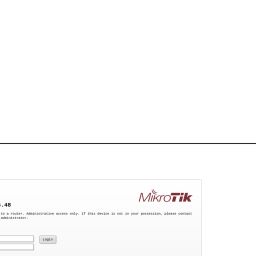 MikroTik
.48
to a router. Administrative access only. If this device is not in your possession, please contact
administrator.
Login